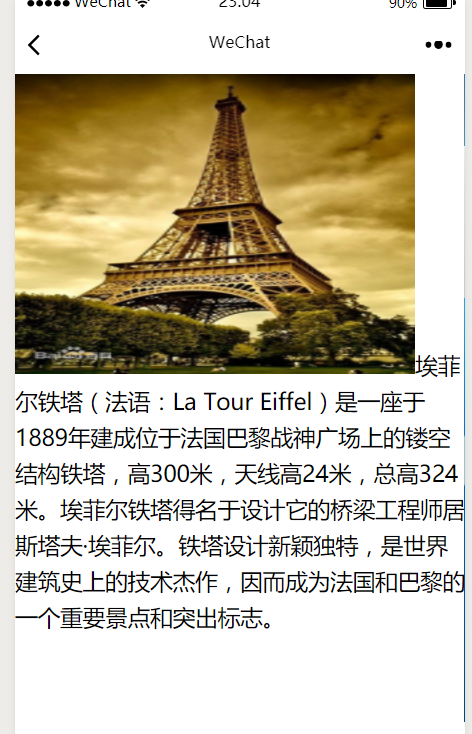 WeChat 23:04 90%
WeChat
Bai百科
埃菲
尔铁塔（法语：La Tour Eiffel）是一座于
1889年建成位于法国巴黎战神广场上的镂空
结构铁塔，高300米，天线高24米，总高324
米。埃菲尔铁塔得名于设计它的桥梁工程师居
斯塔夫·埃菲尔。铁塔设计新颖独特，是世界
建筑史上的技术杰作，因而成为法国和巴黎的
一个重要景点和突出标志。